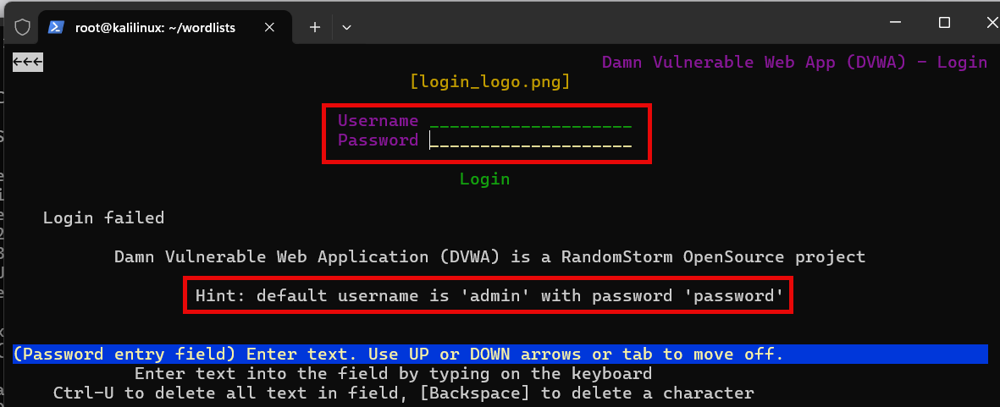 root@kalilinux: ~/wordlists
←←←
Damn Vulnerable Web App (DVWA) - Login
[login_logo.png]
Username ____________________
Password ____________________
Login
Login failed
Damn Vulnerable Web Application (DVWA) is a RandomStorm OpenSource project
Hint: default username is 'admin' with password 'password'
(Password entry field) Enter text. Use UP or DOWN arrows or tab to move off.
Enter text into the field by typing on the keyboard
Ctrl-U to delete all text in field, [Backspace] to delete a character